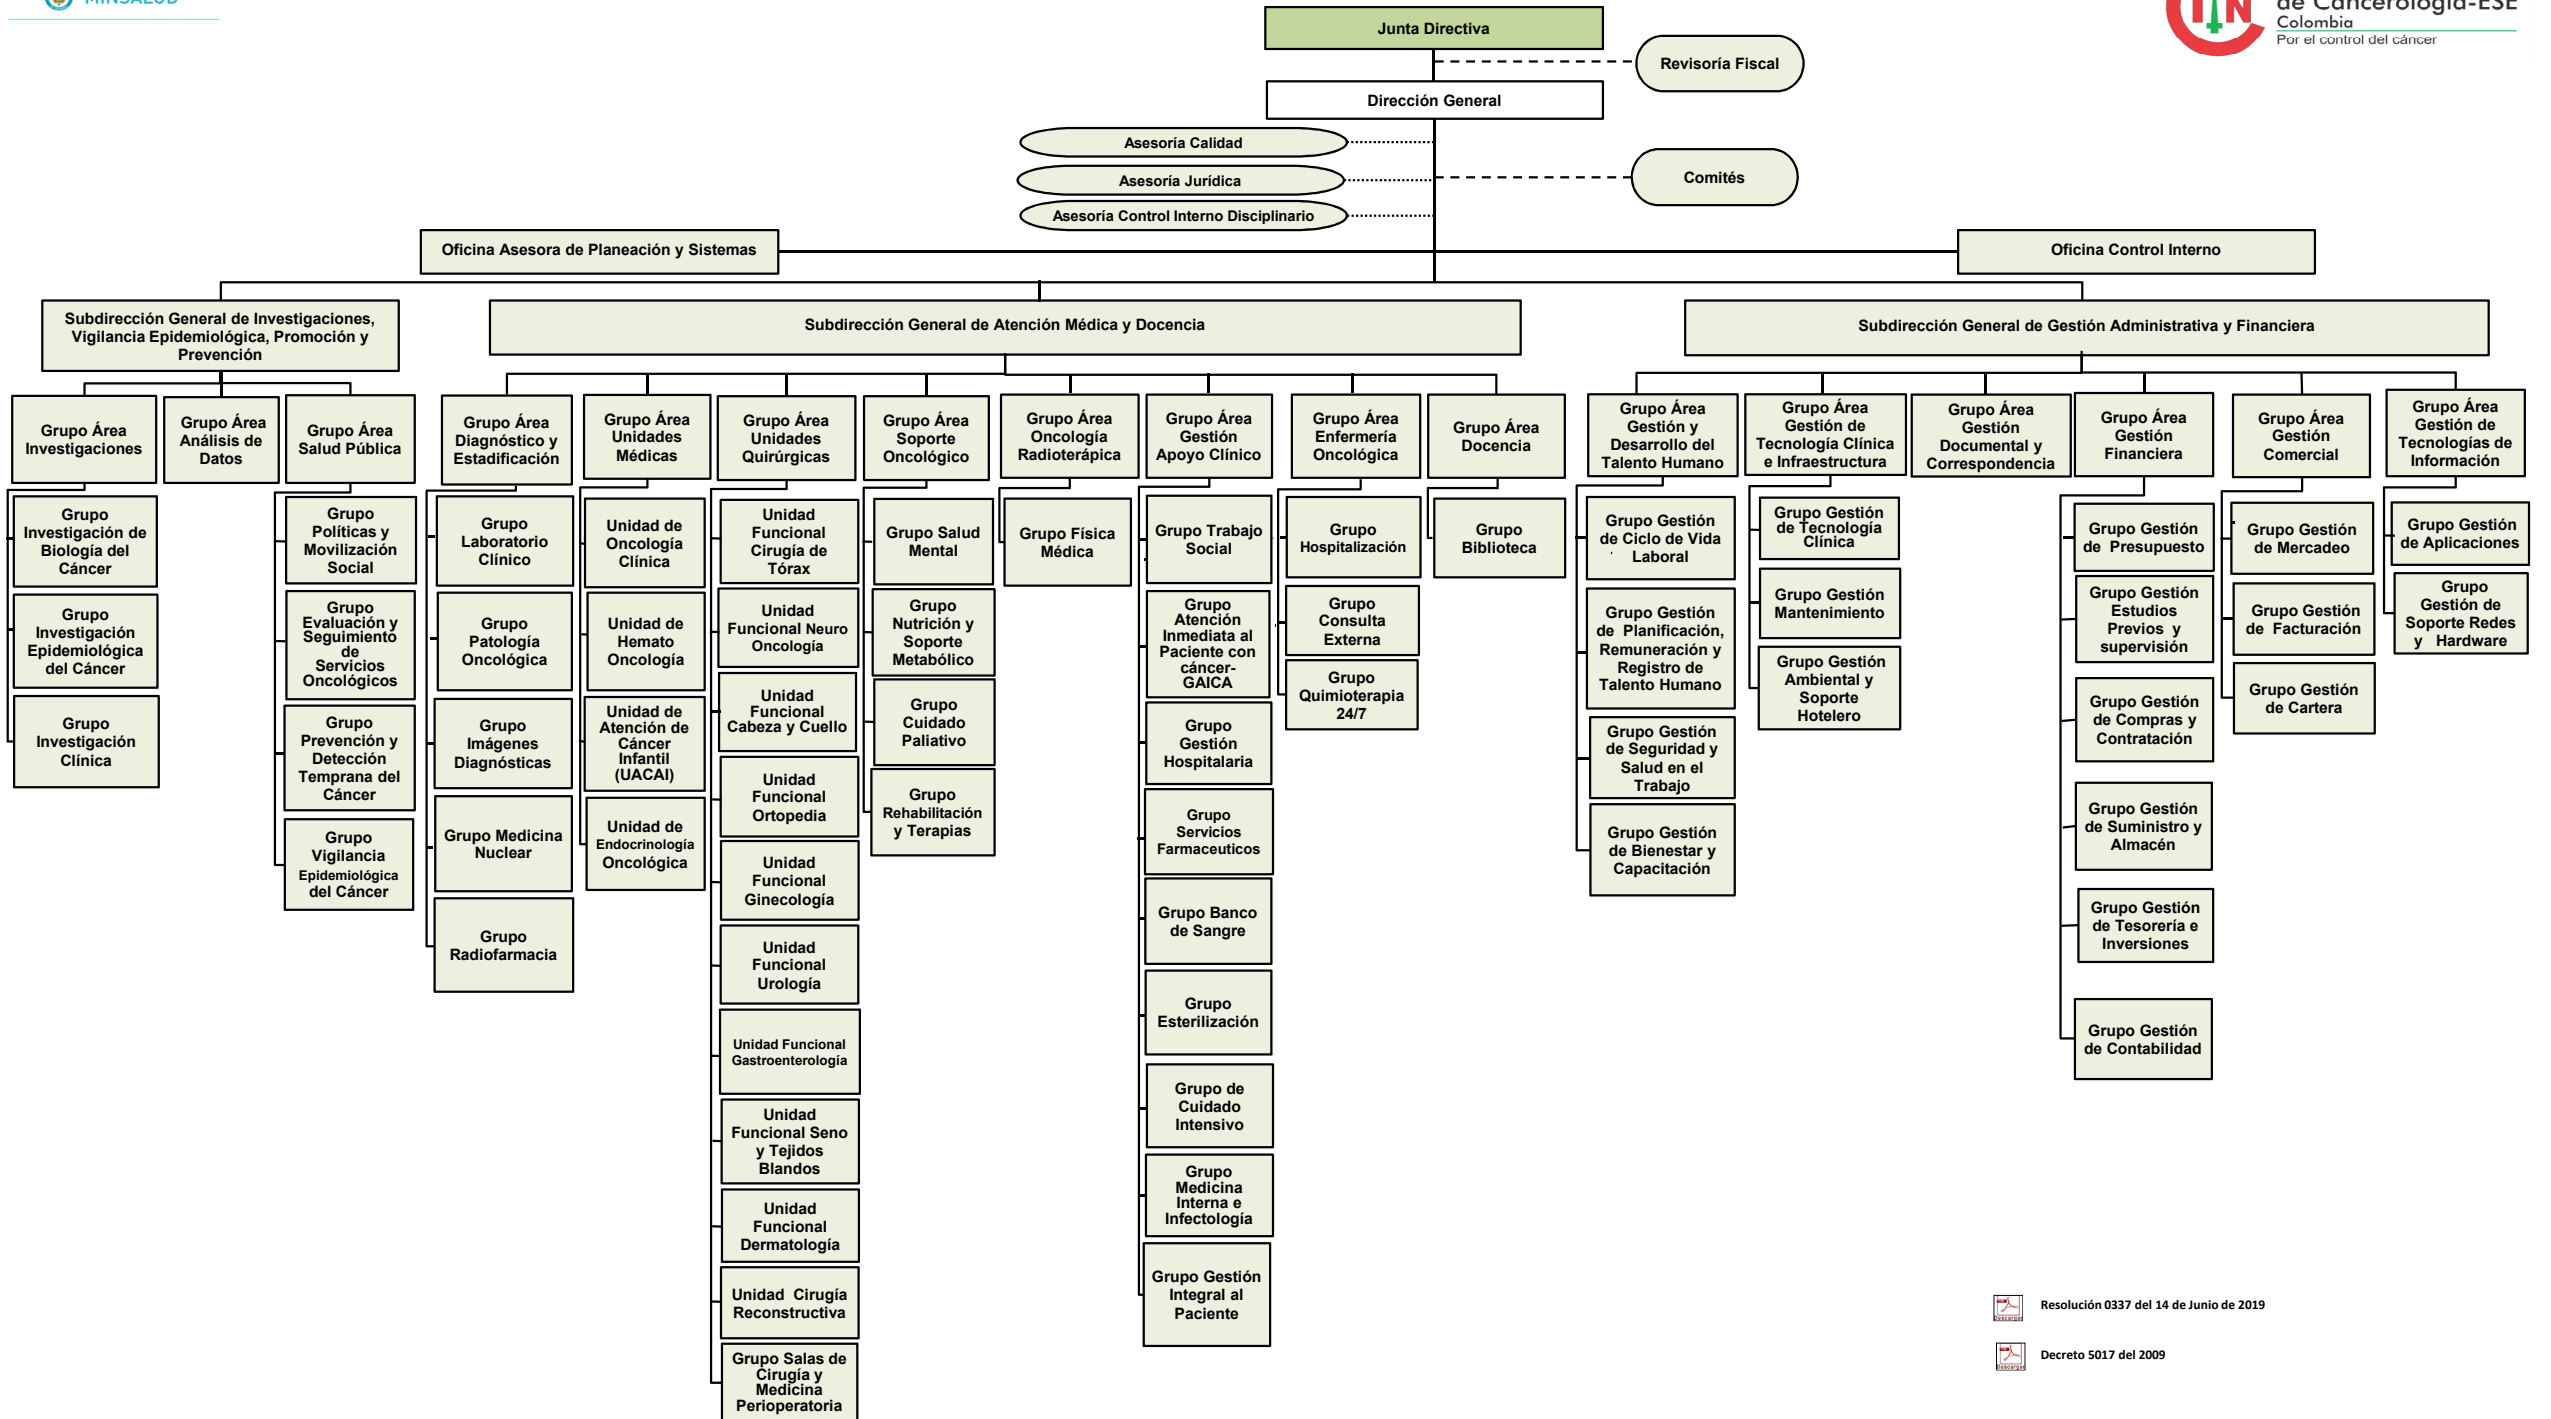 MINSALUD
de Cancerología-ESE
Colombia
Por el control del cáncer
Junta Directiva
Revisoría Fiscal
Dirección General
Asesoría Calidad
Asesoría Jurídica
Comités
Asesoría Control Interno Disciplinario
Oficina Asesora de Planeación y Sistemas
Oficina Control Interno
Subdirección General de Investigaciones,
Vigilancia Epidemiológica, Promoción y
Prevención
Subdirección General de Atención Médica y Docencia
Subdirección General de Gestión Administrativa y Financiera
Grupo Área
Investigaciones
Grupo Área
Análisis de
Datos
Grupo Área
Salud Pública
Grupo Área
Diagnóstico y
Estadificación
Grupo Área
Unidades
Médicas
Grupo Área
Unidades
Quirúrgicas
Grupo Área
Soporte
Oncológico
Grupo Área
Oncología
Radioterápica
Grupo Área
Gestión
Apoyo Clínico
Grupo Área
Enfermería
Oncológica
Grupo Área
Docencia
Grupo Área
Gestión y
Desarrollo del
Talento Humano
Grupo Área
Gestión de
Tecnología Clínica
e Infraestructura
Grupo Área
Gestión
Documental y
Correspondencia
Grupo Área
Gestión
Financiera
Grupo Área
Gestión
Comercial
Grupo Área
Gestión de
Tecnologías de
Información
Grupo
Investigación de
Biología del
Cáncer
Grupo
Investigación
Epidemiológica
del Cáncer
Grupo
Investigación
Clínica
Grupo
Políticas y
Movilización
Social
Grupo
Evaluación y
Seguimiento
de
Servicios
Oncológicos
Grupo
Prevención y
Detección
Temprana del
Cáncer
Grupo
Vigilancia
Epidemiológica
del Cáncer
Grupo
Laboratorio
Clínico
Grupo
Patología
Oncológica
Grupo
Imágenes
Diagnósticas
Grupo Medicina
Nuclear
Grupo
Radiofarmacia
Unidad de
Oncología
Clínica
Unidad de
Hemato
Oncología
Unidad de
Atención de
Cáncer
Infantil
(UACAI)
Unidad de
Endocrinología
Oncológica
Unidad
Funcional
Cirugía de
Tórax
Unidad
Funcional Neuro
Oncología
Unidad
Funcional
Cabeza y Cuello
Unidad
Funcional
Ortopedia
Unidad
Funcional
Ginecología
Unidad
Funcional
Urología
Unidad Funcional
Gastroenterología
Unidad
Funcional Seno
y Tejidos
Blandos
Unidad
Funcional
Dermatología
Unidad Cirugía
Reconstructiva
Grupo Salas de
Cirugía y
Medicina
Perioperatoria
Grupo Salud
Mental
Grupo
Nutrición y
Soporte
Metabólico
Grupo
Cuidado
Paliativo
Grupo
Rehabilitación
y Terapias
Grupo Física
Médica
Grupo Trabajo
Social
Grupo
Atención
Inmediata al
Paciente con
cáncer-
GAICA
Grupo
Gestión
Hospitalaria
Grupo
Servicios
Farmaceuticos
Grupo Banco
de Sangre
Grupo
Esterilización
Grupo de
Cuidado
Intensivo
Grupo
Medicina
Interna e
Infectología
Grupo Gestión
Integral al
Paciente
Grupo
Hospitalización
Grupo
Consulta
Externa
Grupo
Quimioterapia
24/7
Grupo
Biblioteca
Grupo Gestión
de Ciclo de Vida
Laboral
Grupo Gestión
de Planificación,
Remuneración y
Registro de
Talento Humano
Grupo Gestión
de Seguridad y
Salud en el
Trabajo
Grupo Gestión
de Bienestar y
Capacitación
Grupo Gestión
de Tecnología
Clínica
Grupo Gestión
Mantenimiento
Grupo Gestión
Ambiental y
Soporte
Hotelero
Grupo Gestión
de Presupuesto
Grupo Gestión
Estudios
Previos y
supervisión
Grupo Gestión
de Compras y
Contratación
Grupo Gestión
de Suministro y
Almacén
Grupo Gestión
de Tesorería e
Inversiones
Grupo Gestión
de Contabilidad
Grupo Gestión
de Mercadeo
Grupo Gestión
de Facturación
Grupo Gestión
de Cartera
Grupo Gestión
de Aplicaciones
Grupo
Gestión de
Soporte Redes
y Hardware
Descargar
Resolución 0337 del 14 de Junio de 2019
Descargar
Decreto 5017 del 2009